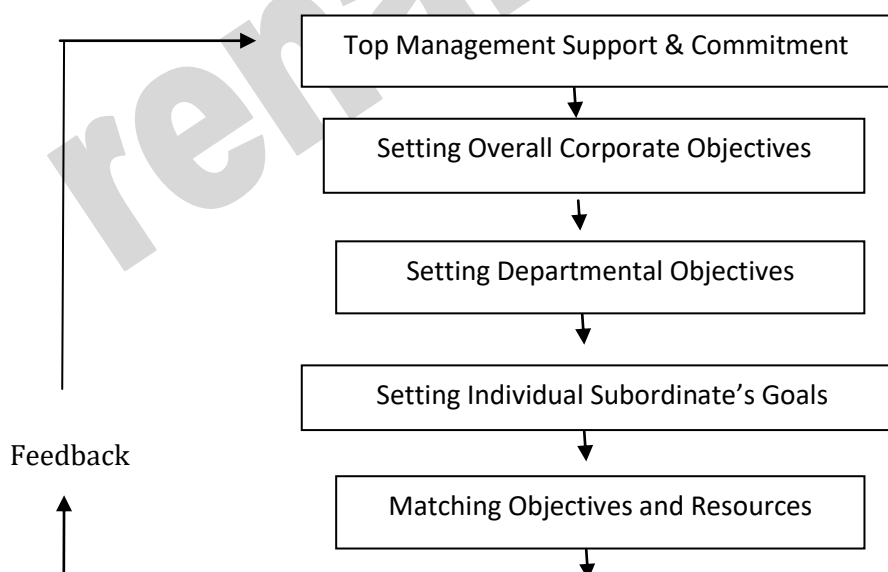 Top Management Support & Commitment
Setting Overall Corporate Objectives
Setting Departmental Objectives
Setting Individual Subordinate’s Goals
Feedback
Matching Objectives and Resources